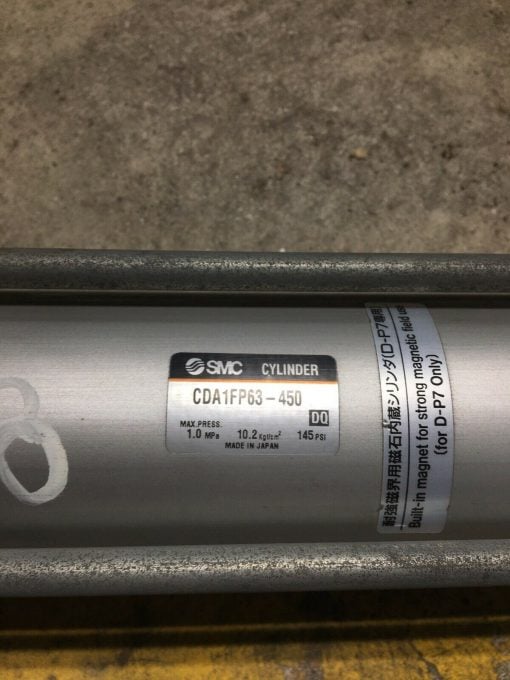 SMC CYLINDER
CDA1FP63-450
DQ
MAX.PRESS.
1.0 MPa 10.2 Kgf/cm² 145 PSI
MADE IN JAPAN
耐強磁界用磁石内蔵シリンダ(D-P7専用)
Built-in magnet for strong magnetic field use
(for D-P7 Only)